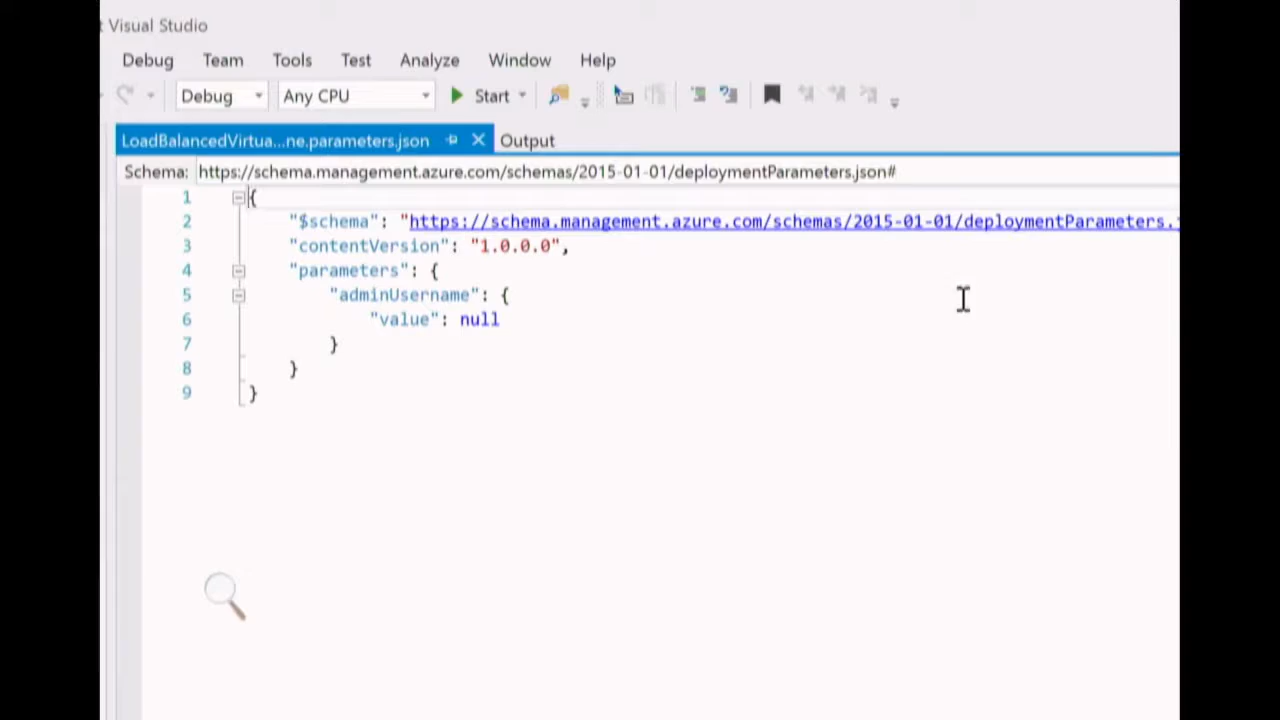 Visual Studio
Debug Team Tools Test Analyze Window Help
Debug Any CPU Start
LoadBalancedVirtua...ne.parameters.json Output
Schema: https://schema.management.azure.com/schemas/2015-01-01/deploymentParameters.json#
1 {
2 "$schema": "https://schema.management.azure.com/schemas/2015-01-01/deploymentParameters.
3 "contentVersion": "1.0.0.0",
4 "parameters": {
5 "adminUsername": {
6 "value": null
7 }
8 }
9 }